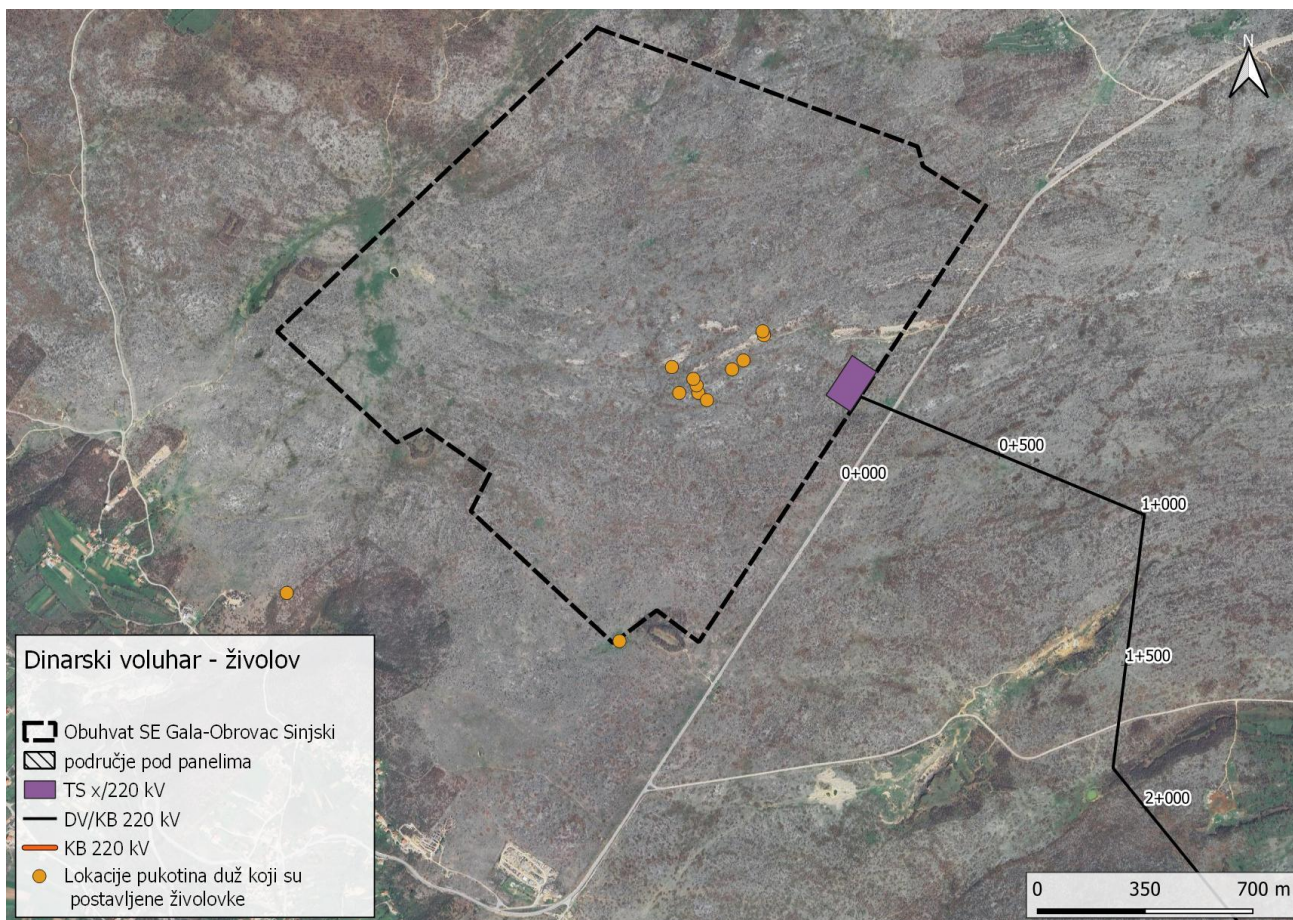 N
0+500
0+000
1+000
1+500
2+000
Dinarski voluhar - živolov
Obuhvat SE Gala-Obrovac Sinjski
područje pod panelima
TS x/220 kV
DV/KB 220 kV
KB 220 kV
Lokacije pukotina duž koji su
postavljene živolovke
0 350 700 m